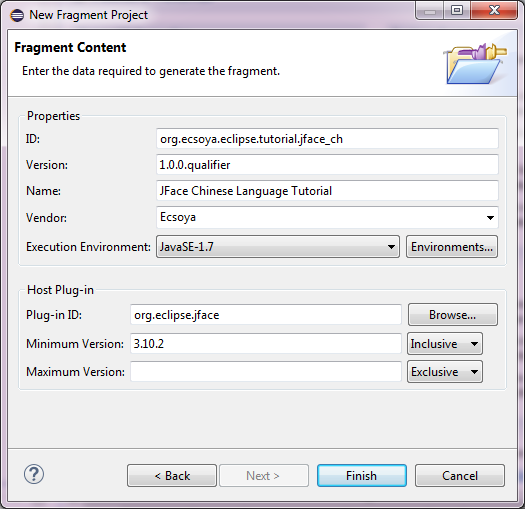 New Fragment Project
Fragment Content
Enter the data required to generate the fragment.
Properties
ID: org.ecsoya.eclipse.tutorial.jface_ch
Version: 1.0.0.qualifier
Name: JFace Chinese Language Tutorial
Vendor: Ecsoya
Execution Environment: JavaSE-1.7 Environments...
Host Plug-in
Plug-in ID: org.eclipse.jface Browse...
Minimum Version: 3.10.2 Inclusive
Maximum Version: Exclusive
? < Back Next > Finish Cancel